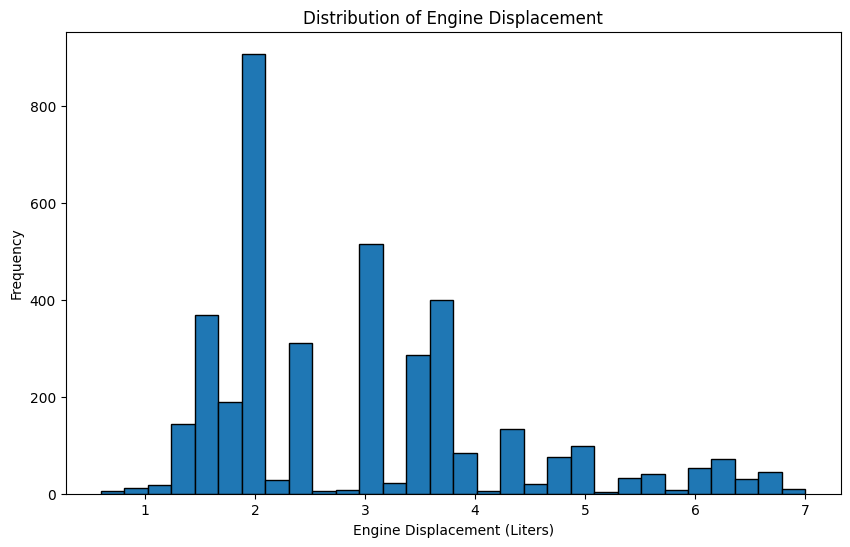 Distribution of Engine Displacement
800
600
400
200
0
Frequency
1 2 3 4 5 6 7
Engine Displacement (Liters)